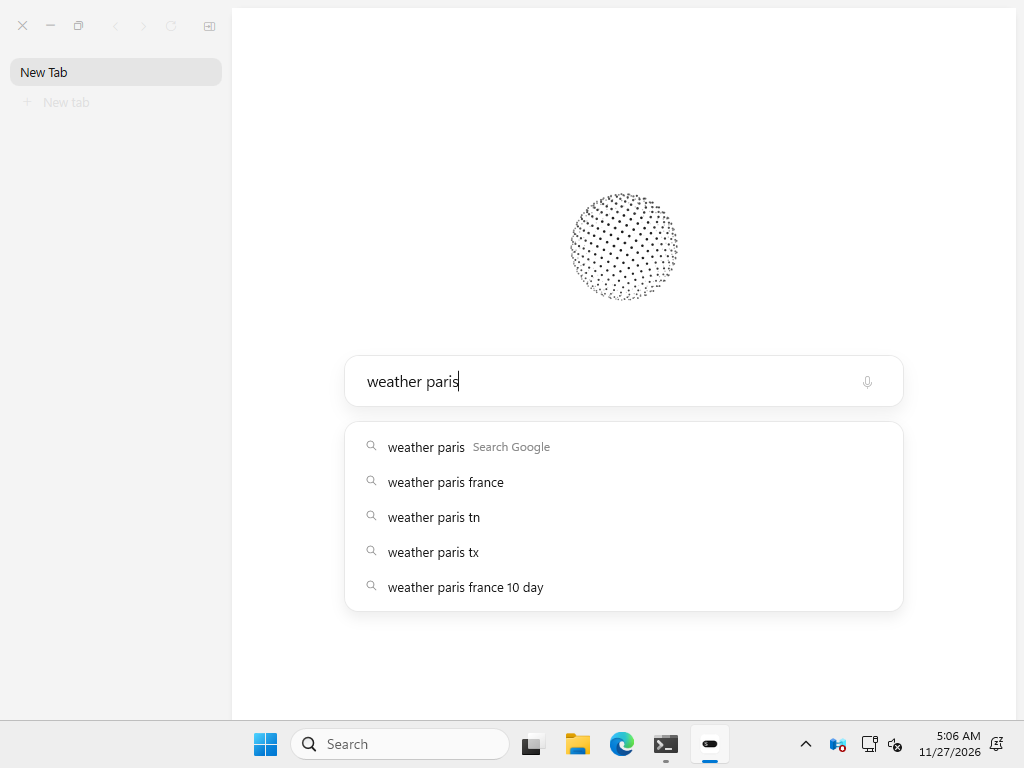 New Tab
New tab
weather paris
weather paris Search Google
weather paris france
weather paris tn
weather paris tx
weather paris france 10 day
Search
5:06 AM
11/27/2026